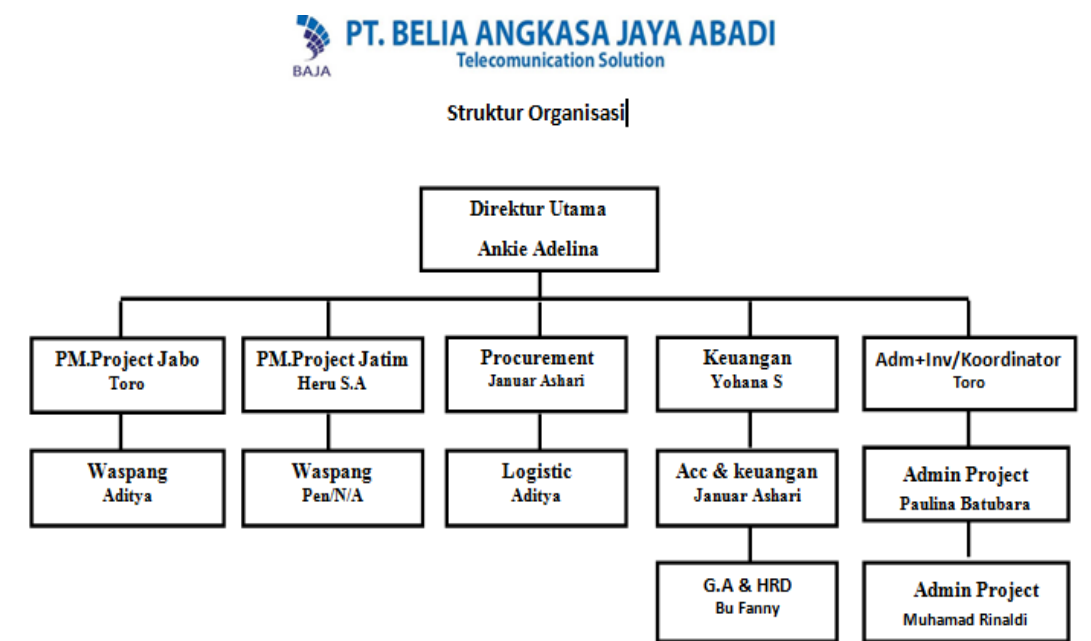 PT. BELIA ANGKASA JAYA ABADI
Telecomunication Solution
BAJA
Struktur Organisasi
Direktur Utama
Ankie Adelina
PM.Project Jabo
Toro
PM.Project Jatim
Heru S.A
Procurement
Januar Ashari
Keuangan
Yohana S
Adm+Inv/Koordinator
Toro
Waspang
Aditya
Waspang
Pen/N/A
Logistic
Aditya
Acc & keuangan
Januar Ashari
Admin Project
Paulina Batubara
G.A & HRD
Bu Fanny
Admin Project
Muhamad Rinaldi